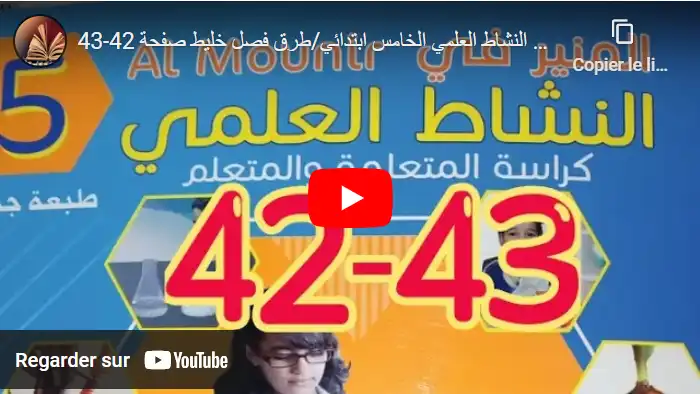 النشاط العلمي الخامس ابتدائي/طرق فصل خليط صفحة 42-43 ...
Copier le li...
المنير في Al Mounir
النشاط العلمي
كراسة المتعلمة والمتعلم
5
طبعة
42-43
Regarder sur YouTube